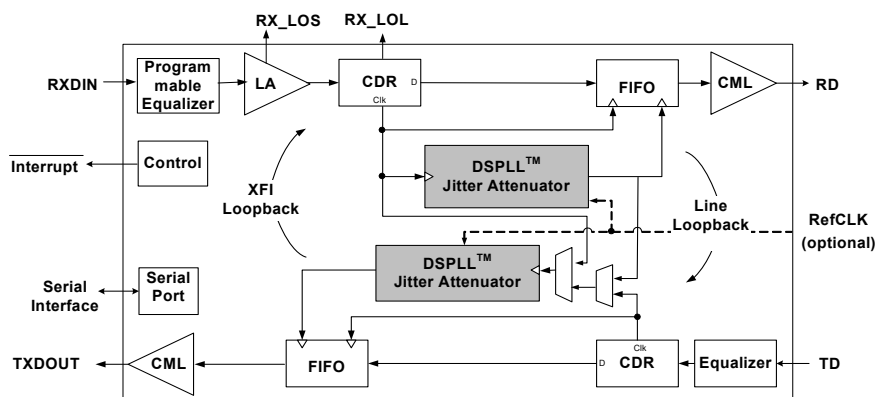 RX_LOS
RX_LOL
RXDIN
Program
mable
Equalizer
LA
CDR
D
Clk
FIFO
CML
RD
Interrupt
Control
XFI
Loopback
DSPLL™
Jitter Attenuator
Line
Loopback
RefCLK
(optional)
DSPLL™
Jitter Attenuator
Serial
Interface
Serial
Port
TXDOUT
CML
FIFO
D
Clk
CDR
Equalizer
TD